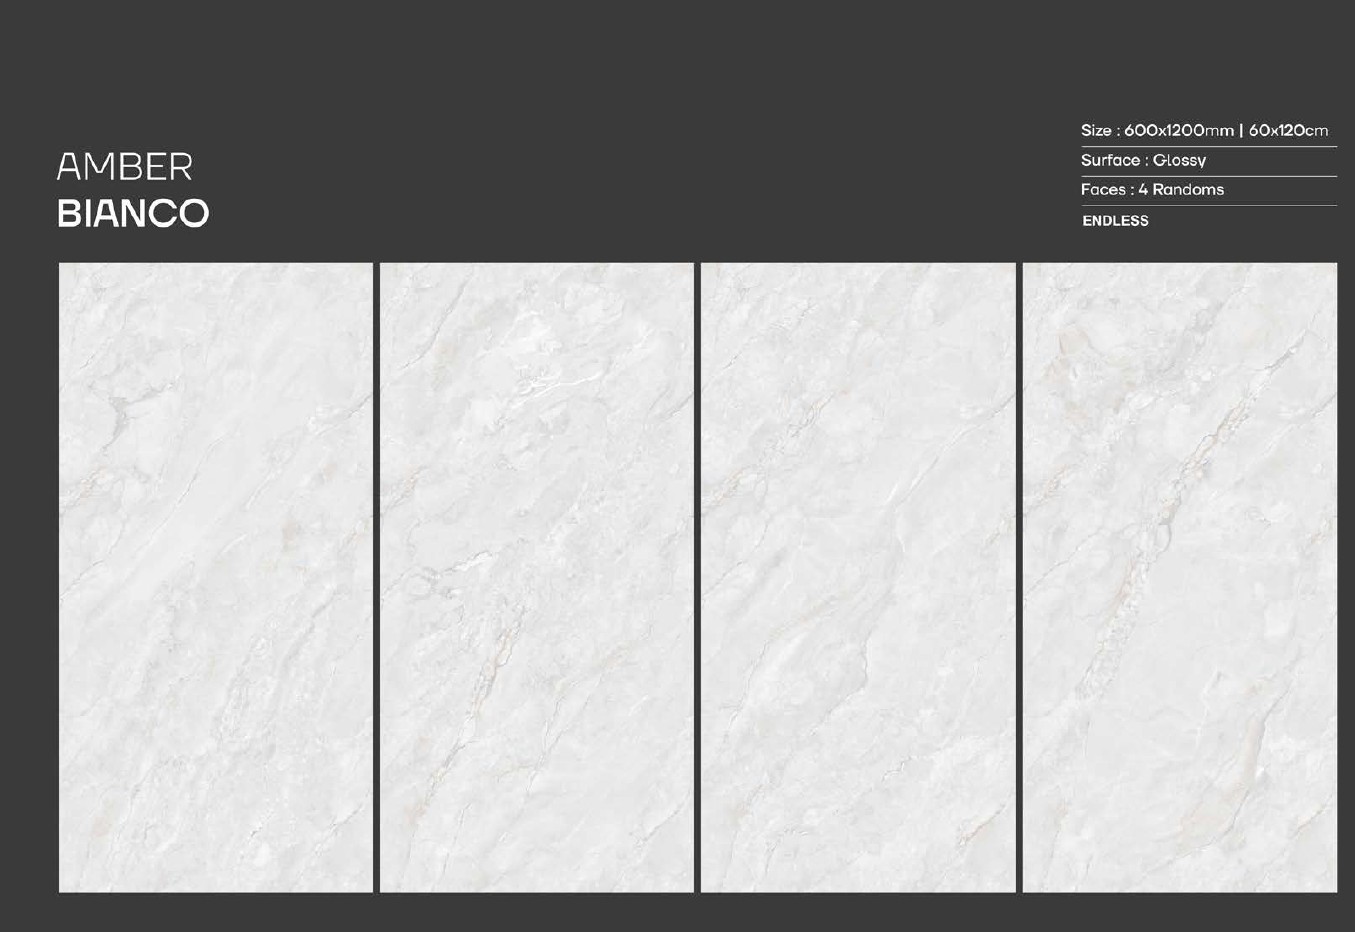 AMBER
BIANCO
Size : 600x1200mm | 60x120cm
Surface : Glossy
Faces : 4 Randoms
ENDLESS